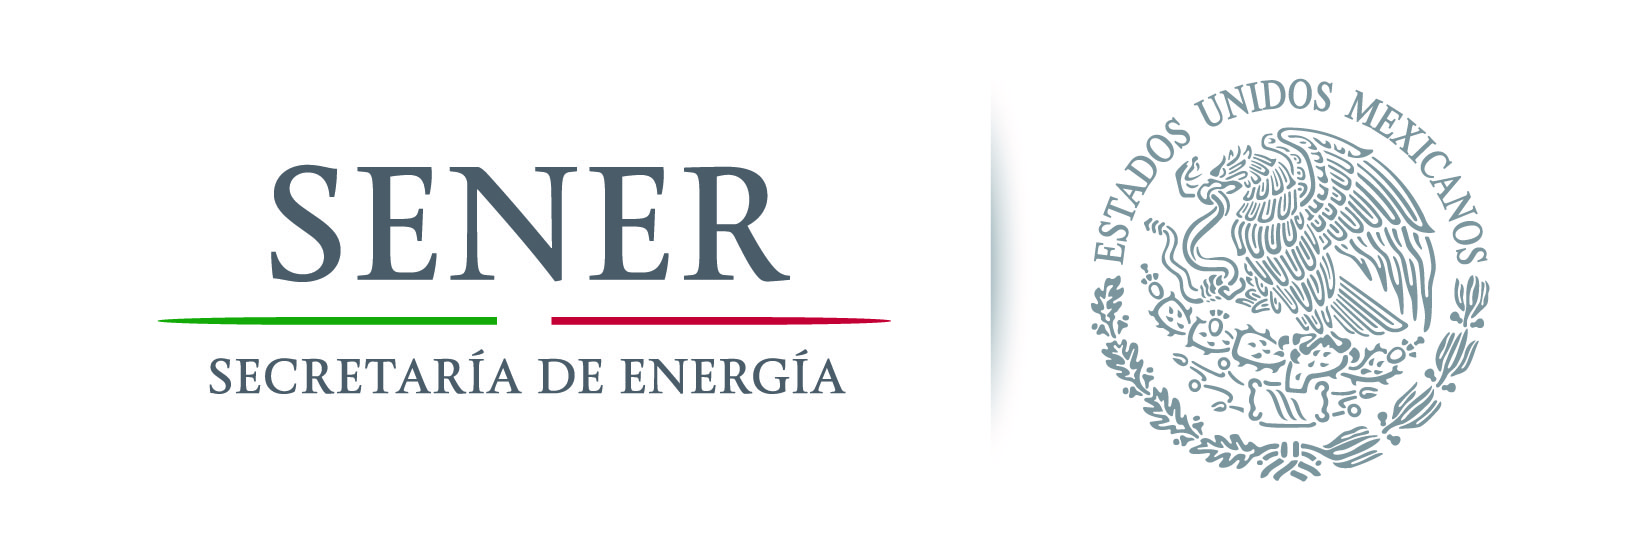 SENER
SECRETARÍA DE ENERGÍA
ESTADOS UNIDOS MEXICANOS